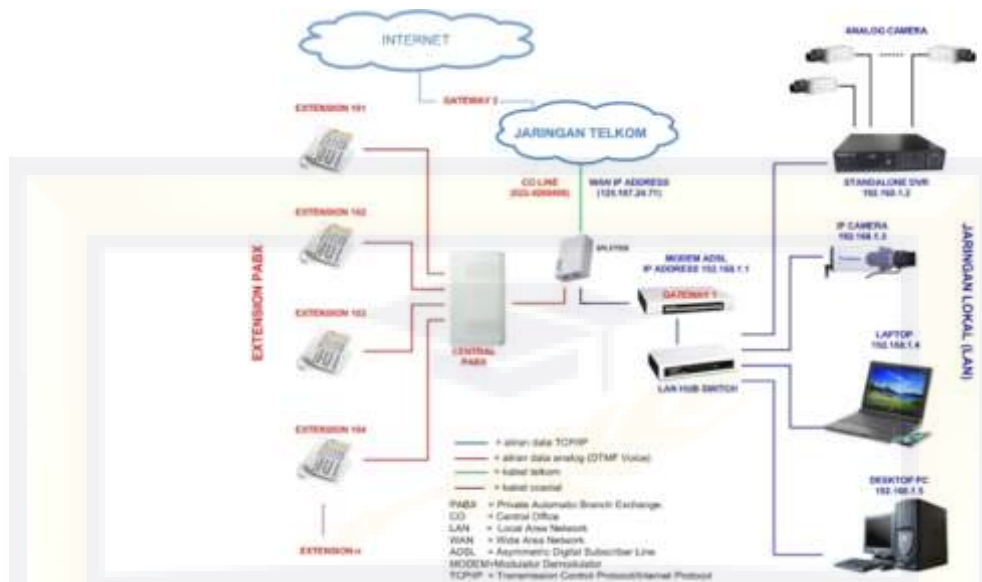 INTERNET
GATEWAY 2
JARINGAN TELKOM
ANALOG CAMERA
EXTENSION 101
EXTENSION 102
EXTENSION 103
EXTENSION 104
EXTENSION-n
EXTENSION PABX
CENTRAL
PABX
CO LINE
WAN IP ADDRESS
SPLITTER
MODEM ADSL
IP ADDRESS 192.168.1.1
GATEWAY 1
LAN HUB SWITCH
STANDALONE DVR
192.168.1.2
IP CAMERA
192.168.1.3
LAPTOP
192.168.1.4
DESKTOP PC
192.168.1.5
JARINGAN LOKAL (LAN)
= aliran data TCP/IP
= aliran data analog (DTMF Voice)
= kabel telkom
= kabel coaxial
PABX = Private Automatic Branch Exchange
CO = Central Office
LAN = Local Area Network
WAN = Wide Area Network
ADSL = Asymmetric Digital Subscriber Line
MODEM=Modulator Demodulator
TCP/IP = Transmission Control Protocol/Internet Protocol